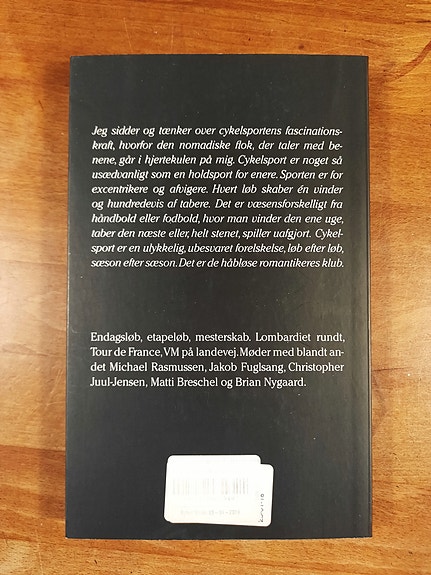 Jeg sidder og tænker over cykelsportens fascinations-
kraft, hvorfor den nomadiske flok, der taler med be-
nene, går i hjertekulen på mig. Cykelsport er noget så
usædvanligt som en holdsport for enere. Sporten er for
excentrikere og afvigere. Hvert løb skaber én vinder
og hundredevis af tabere. Det er væsensforskelligt fra
håndbold eller fodbold, hvor man vinder den ene uge,
taber den næste eller, helt stenet, spiller uafgjort. Cykel-
sport er en ulykkelig, ubesvaret forelskelse, løb efter løb,
sæson efter sæson. Det er de håbløse romantikeres klub.
Endagsløb, etapeløb, mesterskab. Lombardiet rundt,
Tour de France, VM på landevej. Møder med blandt an-
det Michael Rasmussen, Jakob Fuglsang, Christopher
Juul-Jensen, Matti Breschel og Brian Nygaard.